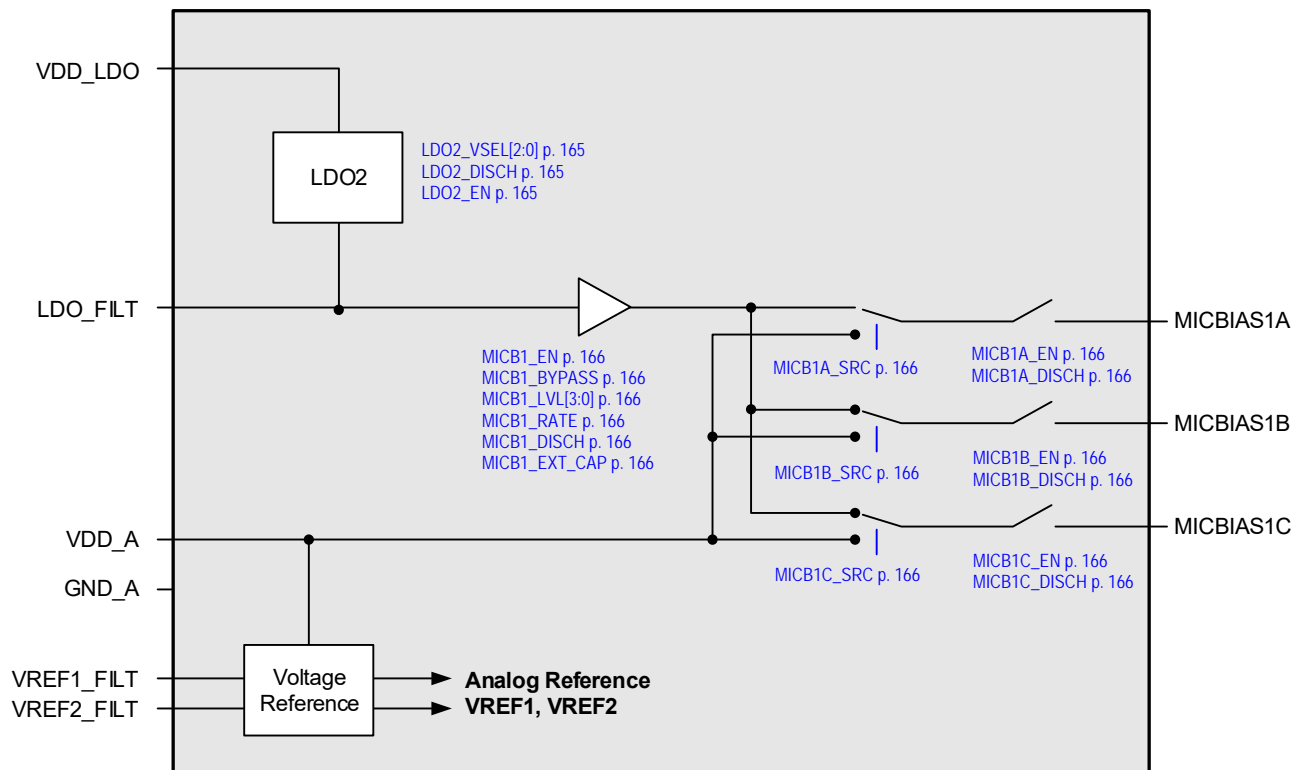 VDD_LDO
LDO2
LDO2_VSEL[2:0] p. 165
LDO2_DISCH p. 165
LDO2_EN p. 165
LDO_FILT
MICB1_EN p. 166
MICB1_BYPASS p. 166
MICB1_LVL[3:0] p. 166
MICB1_RATE p. 166
MICB1_DISCH p. 166
MICB1_EXT_CAP p. 166
MICB1A_SRC p. 166
MICB1A_EN p. 166
MICB1A_DISCH p. 166
MICBIAS1A
MICB1B_SRC p. 166
MICB1B_EN p. 166
MICB1B_DISCH p. 166
MICBIAS1B
MICB1C_SRC p. 166
MICB1C_EN p. 166
MICB1C_DISCH p. 166
MICBIAS1C
VDD_A
GND_A
VREF1_FILT
VREF2_FILT
Voltage
Reference
Analog Reference
VREF1, VREF2